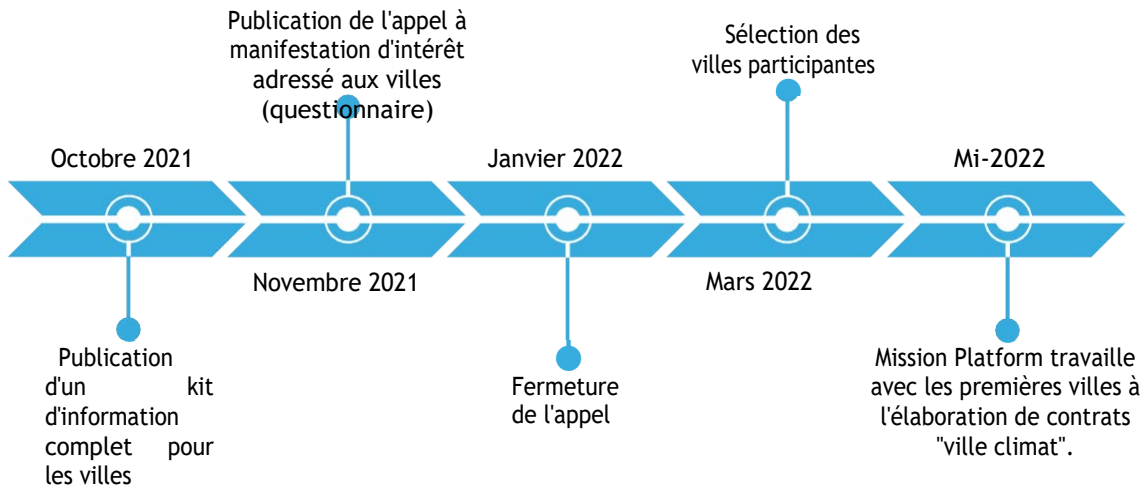 Publication de l'appel à
manifestation d'intérêt
adressé aux villes
(questionnaire)
Sélection des
villes participantes
Octobre 2021
Janvier 2022
Mi-2022
Novembre 2021
Mars 2022
Publication
d'un kit
d'information
complet pour
les villes
Fermeture
de l'appel
Mission Platform travaille
avec les premières villes à
l'élaboration de contrats
"ville climat".